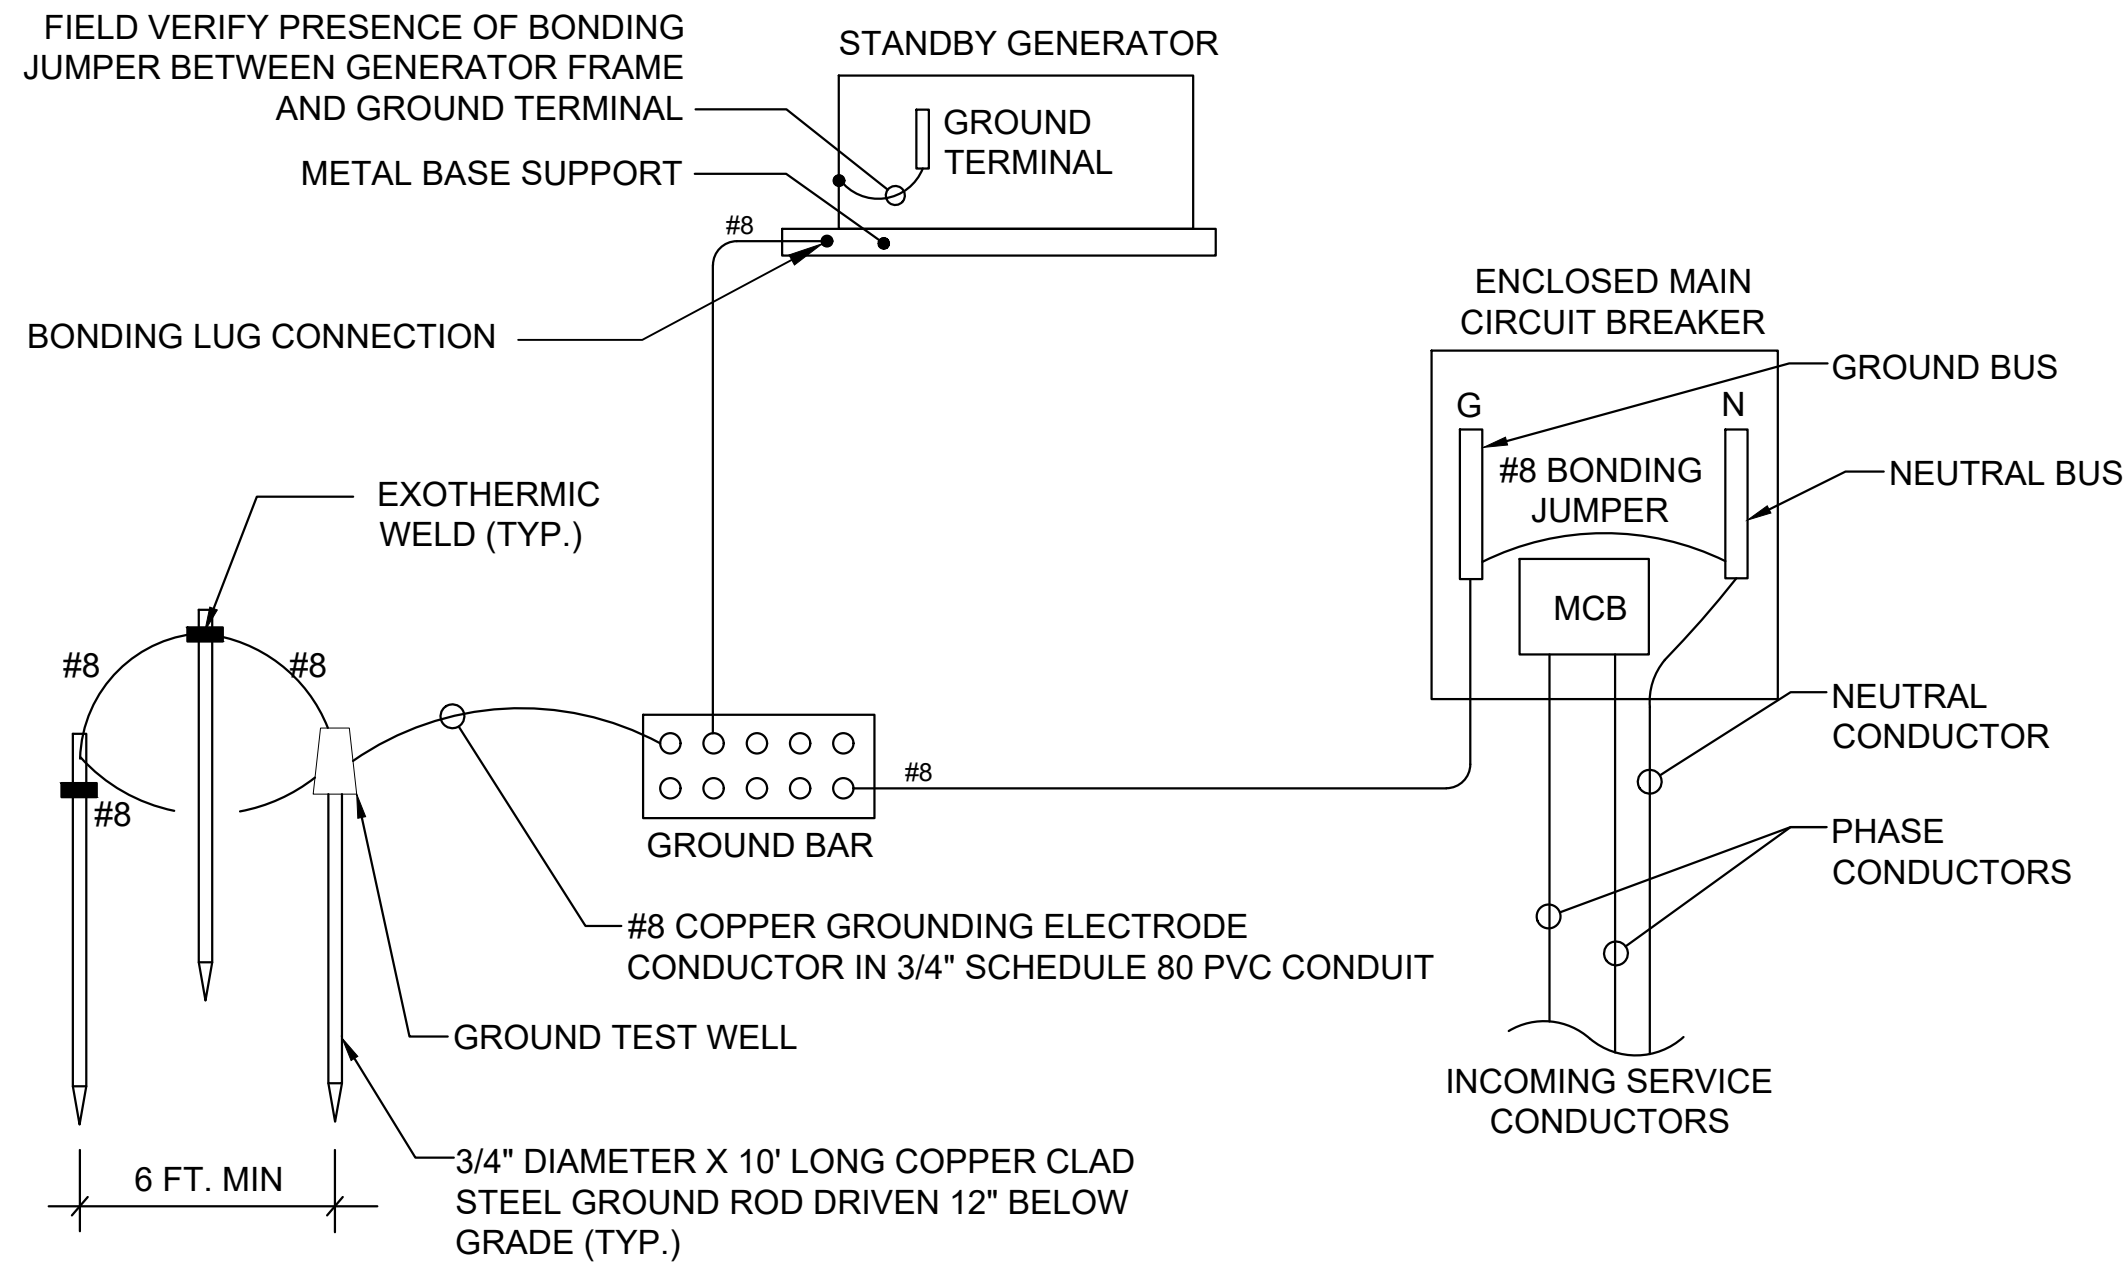 FIELD VERIFY PRESENCE OF BONDING
JUMPER BETWEEN GENERATOR FRAME
AND GROUND TERMINAL
STANDBY GENERATOR
GROUND
TERMINAL
METAL BASE SUPPORT
#8
BONDING LUG CONNECTION
ENCLOSED MAIN
CIRCUIT BREAKER
GROUND BUS
G
N
#8 BONDING
JUMPER
NEUTRAL BUS
MCB
EXOTHERMIC
WELD (TYP.)
#8
#8
#8
NEUTRAL
CONDUCTOR
#8
GROUND BAR
PHASE
CONDUCTORS
#8 COPPER GROUNDING ELECTRODE
CONDUCTOR IN 3/4" SCHEDULE 80 PVC CONDUIT
GROUND TEST WELL
INCOMING SERVICE
CONDUCTORS
6 FT. MIN
3/4" DIAMETER X 10' LONG COPPER CLAD
STEEL GROUND ROD DRIVEN 12" BELOW
GRADE (TYP.)